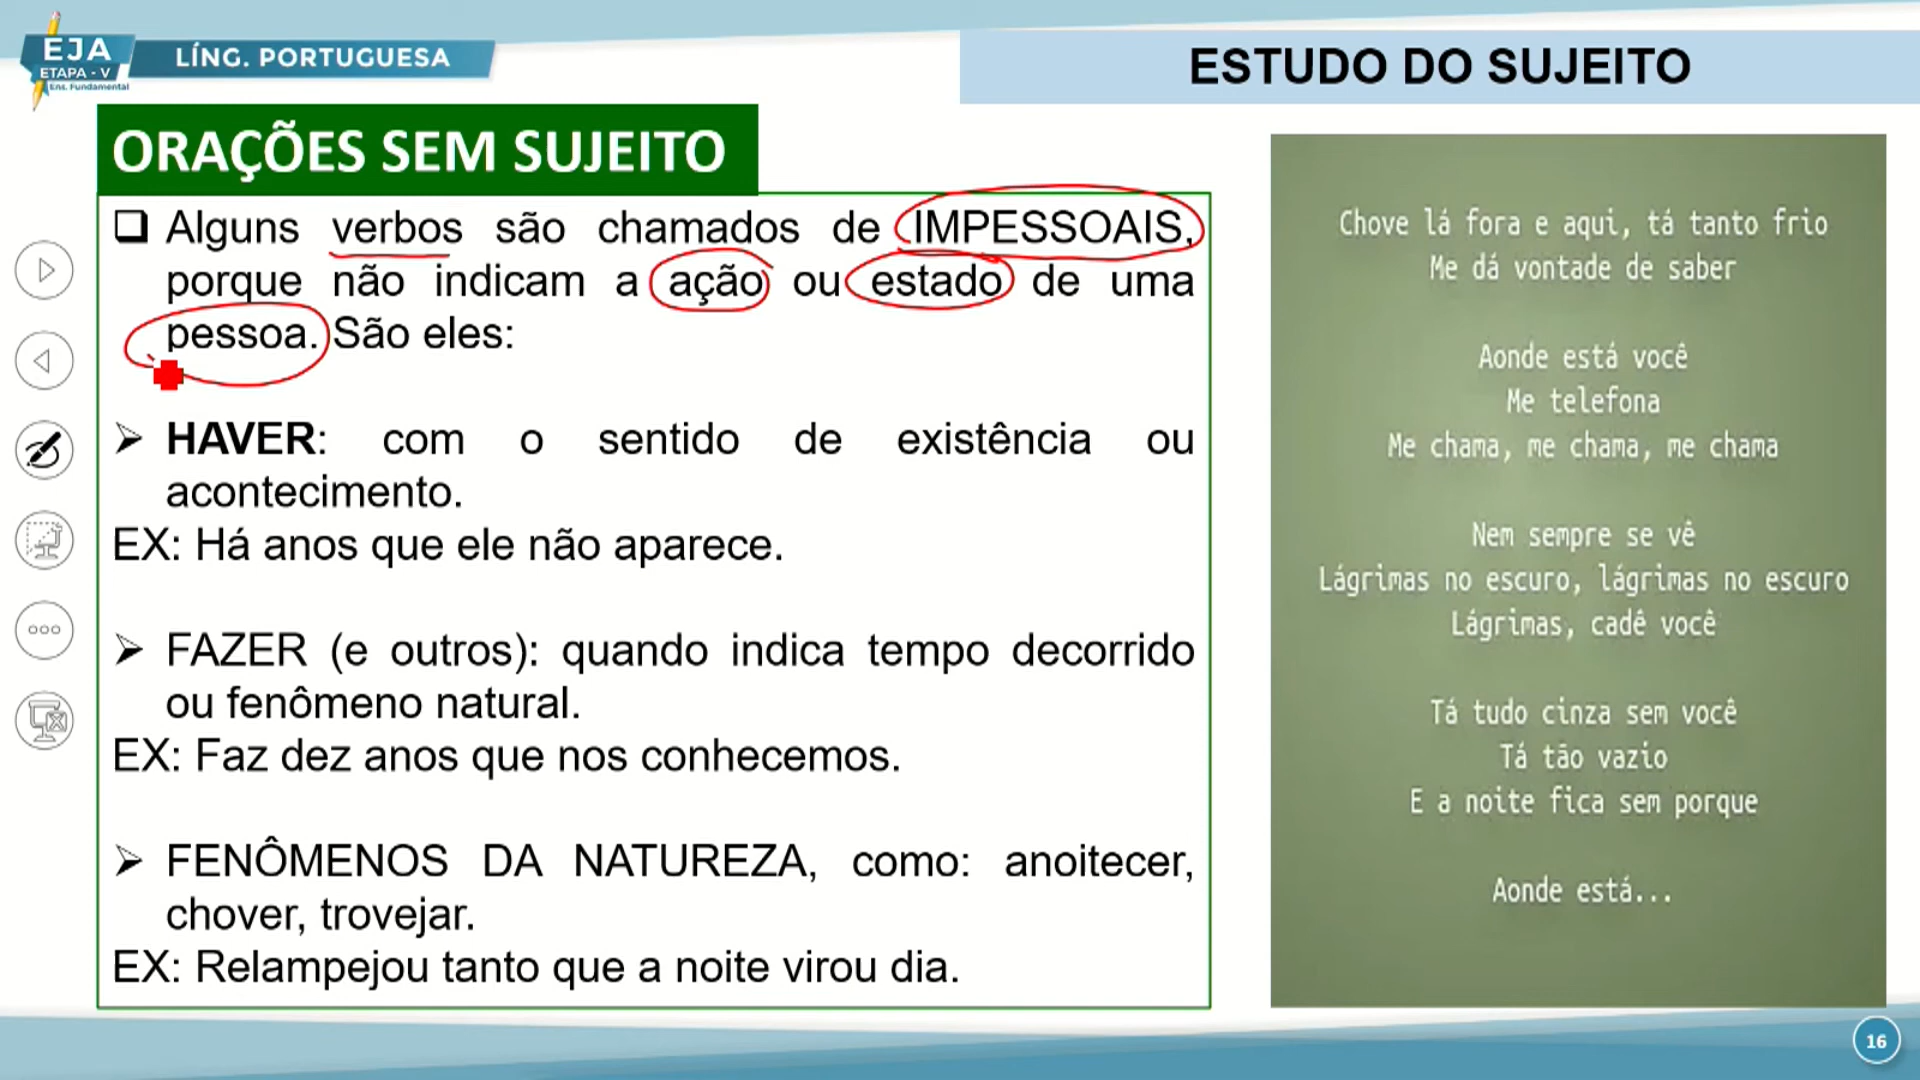 EJA
ETAPA - V
Ens. Fundamental
LÍNG. PORTUGUESA
ESTUDO DO SUJEITO
ORAÇÕES SEM SUJEITO
Alguns verbos são chamados de IMPESSOAIS,
porque não indicam a ação ou estado de uma
pessoa. São eles:
HAVER: com o sentido de existência ou
acontecimento.
EX: Há anos que ele não aparece.
FAZER (e outros): quando indica tempo decorrido
ou fenômeno natural.
EX: Faz dez anos que nos conhecemos.
FENÔMENOS DA NATUREZA, como: anoitecer,
chover, trovejar.
EX: Relampejou tanto que a noite virou dia.
Chove lá fora e aqui, tá tanto frio
Me dá vontade de saber
Aonde está você
Me telefona
Me chama, me chama, me chama
Nem sempre se vê
Lágrimas no escuro, lágrimas no escuro
Lágrimas, cadê você
Tá tudo cinza sem você
Tá tão vazio
E a noite fica sem porque
Aonde está...
16